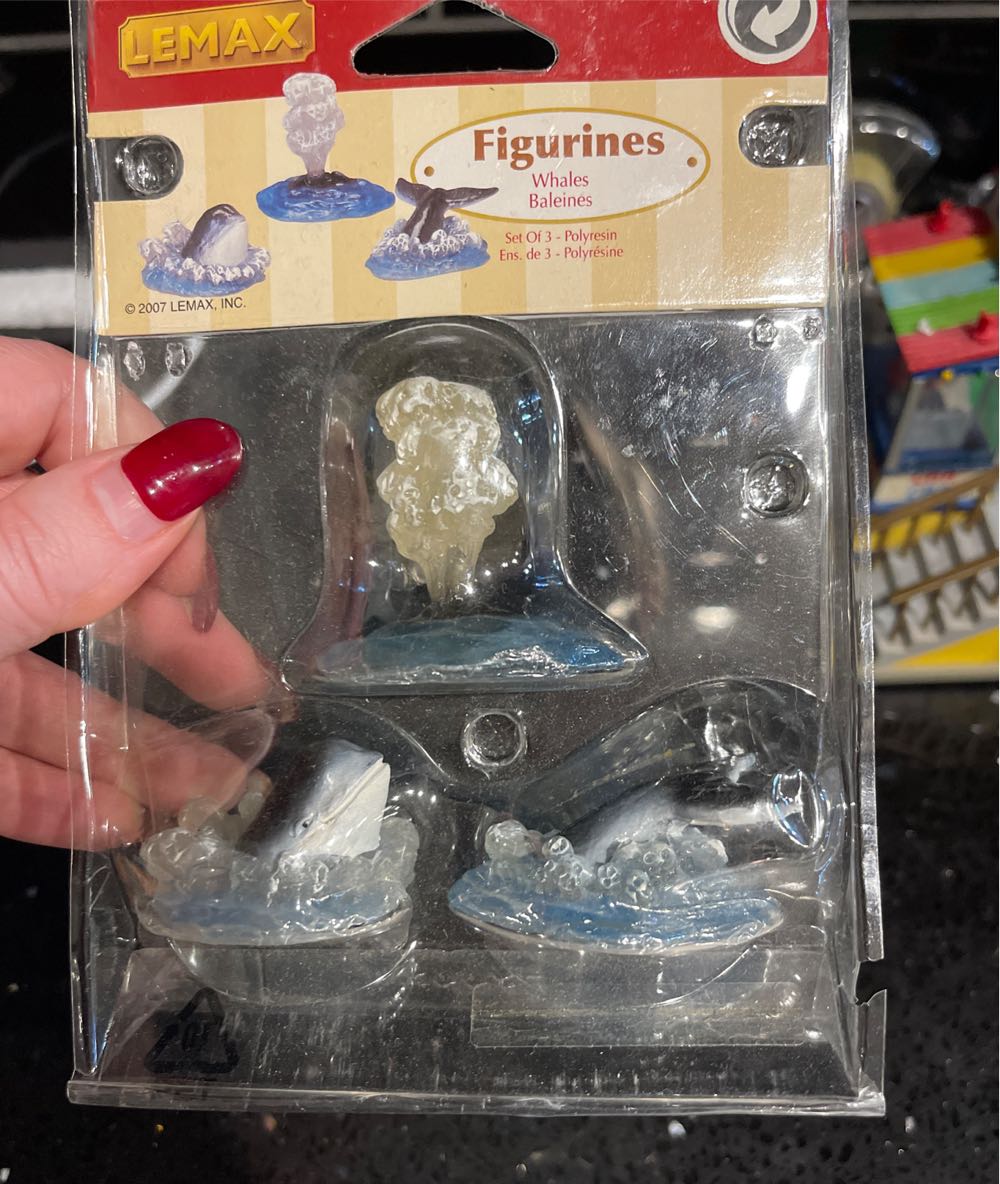 LEMAX
Figurines
Whales
Baleines
Set Of 3 - Polyresin
Ens. de 3 - Polyrésine
© 2007 LEMAX, INC.